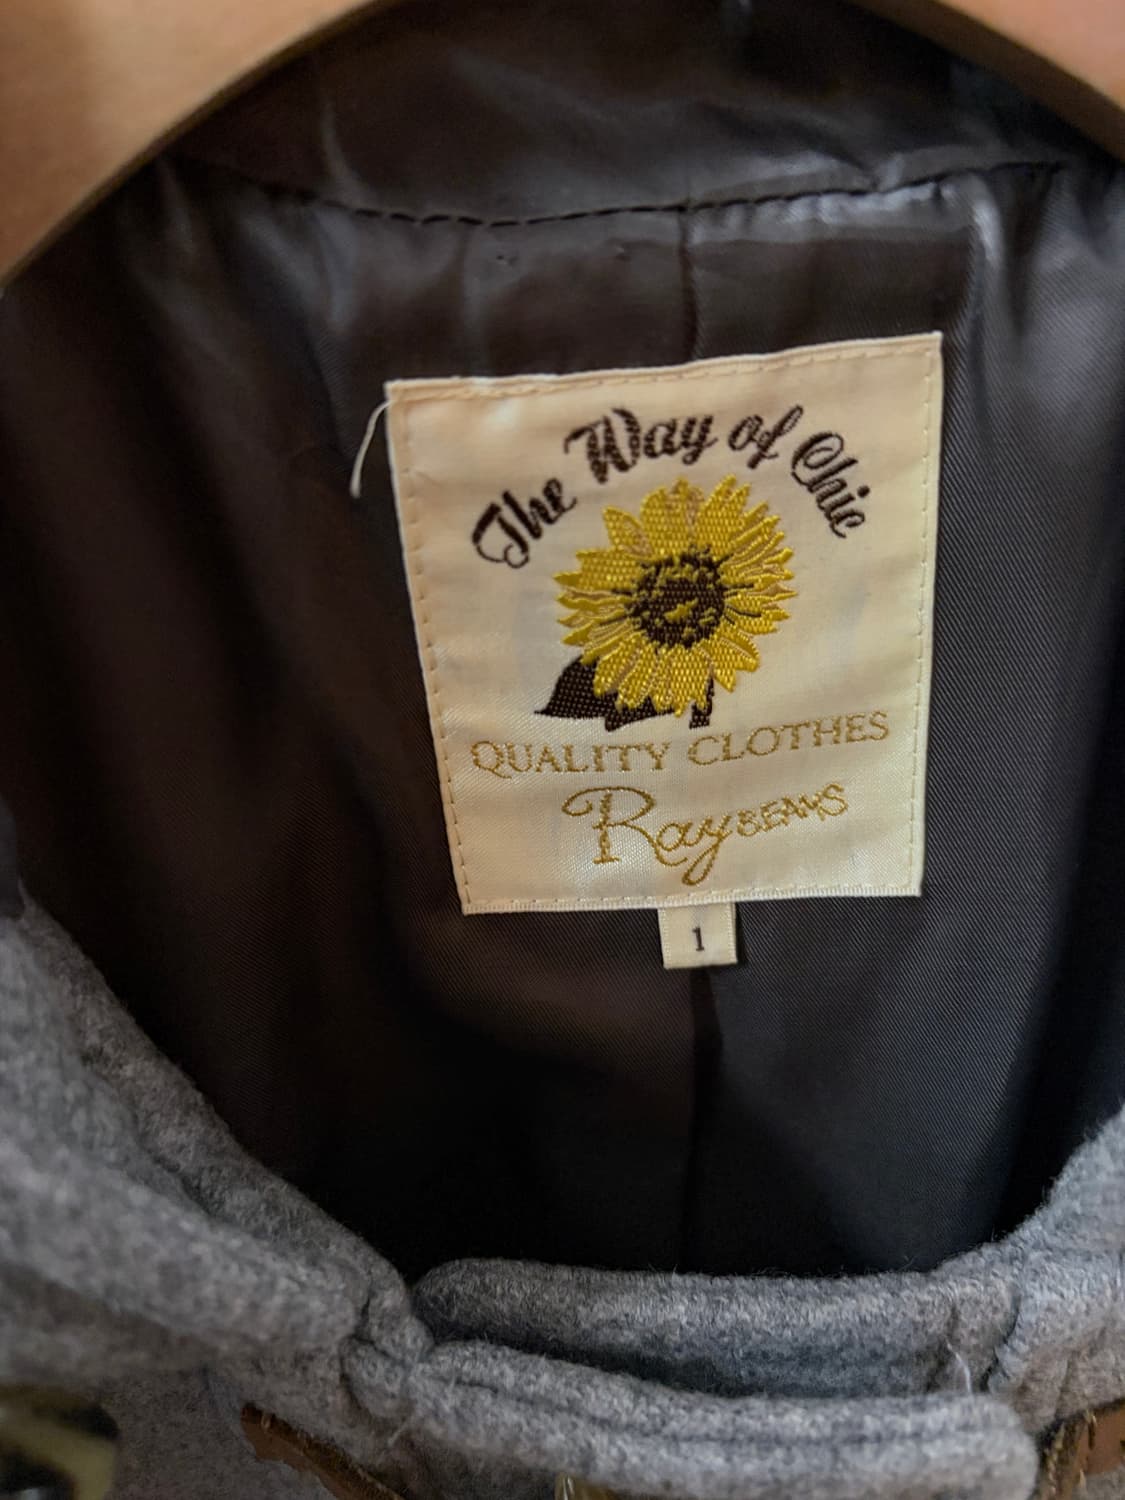 The Way of Chic
QUALITY CLOTHES
Ray BEAMS
1